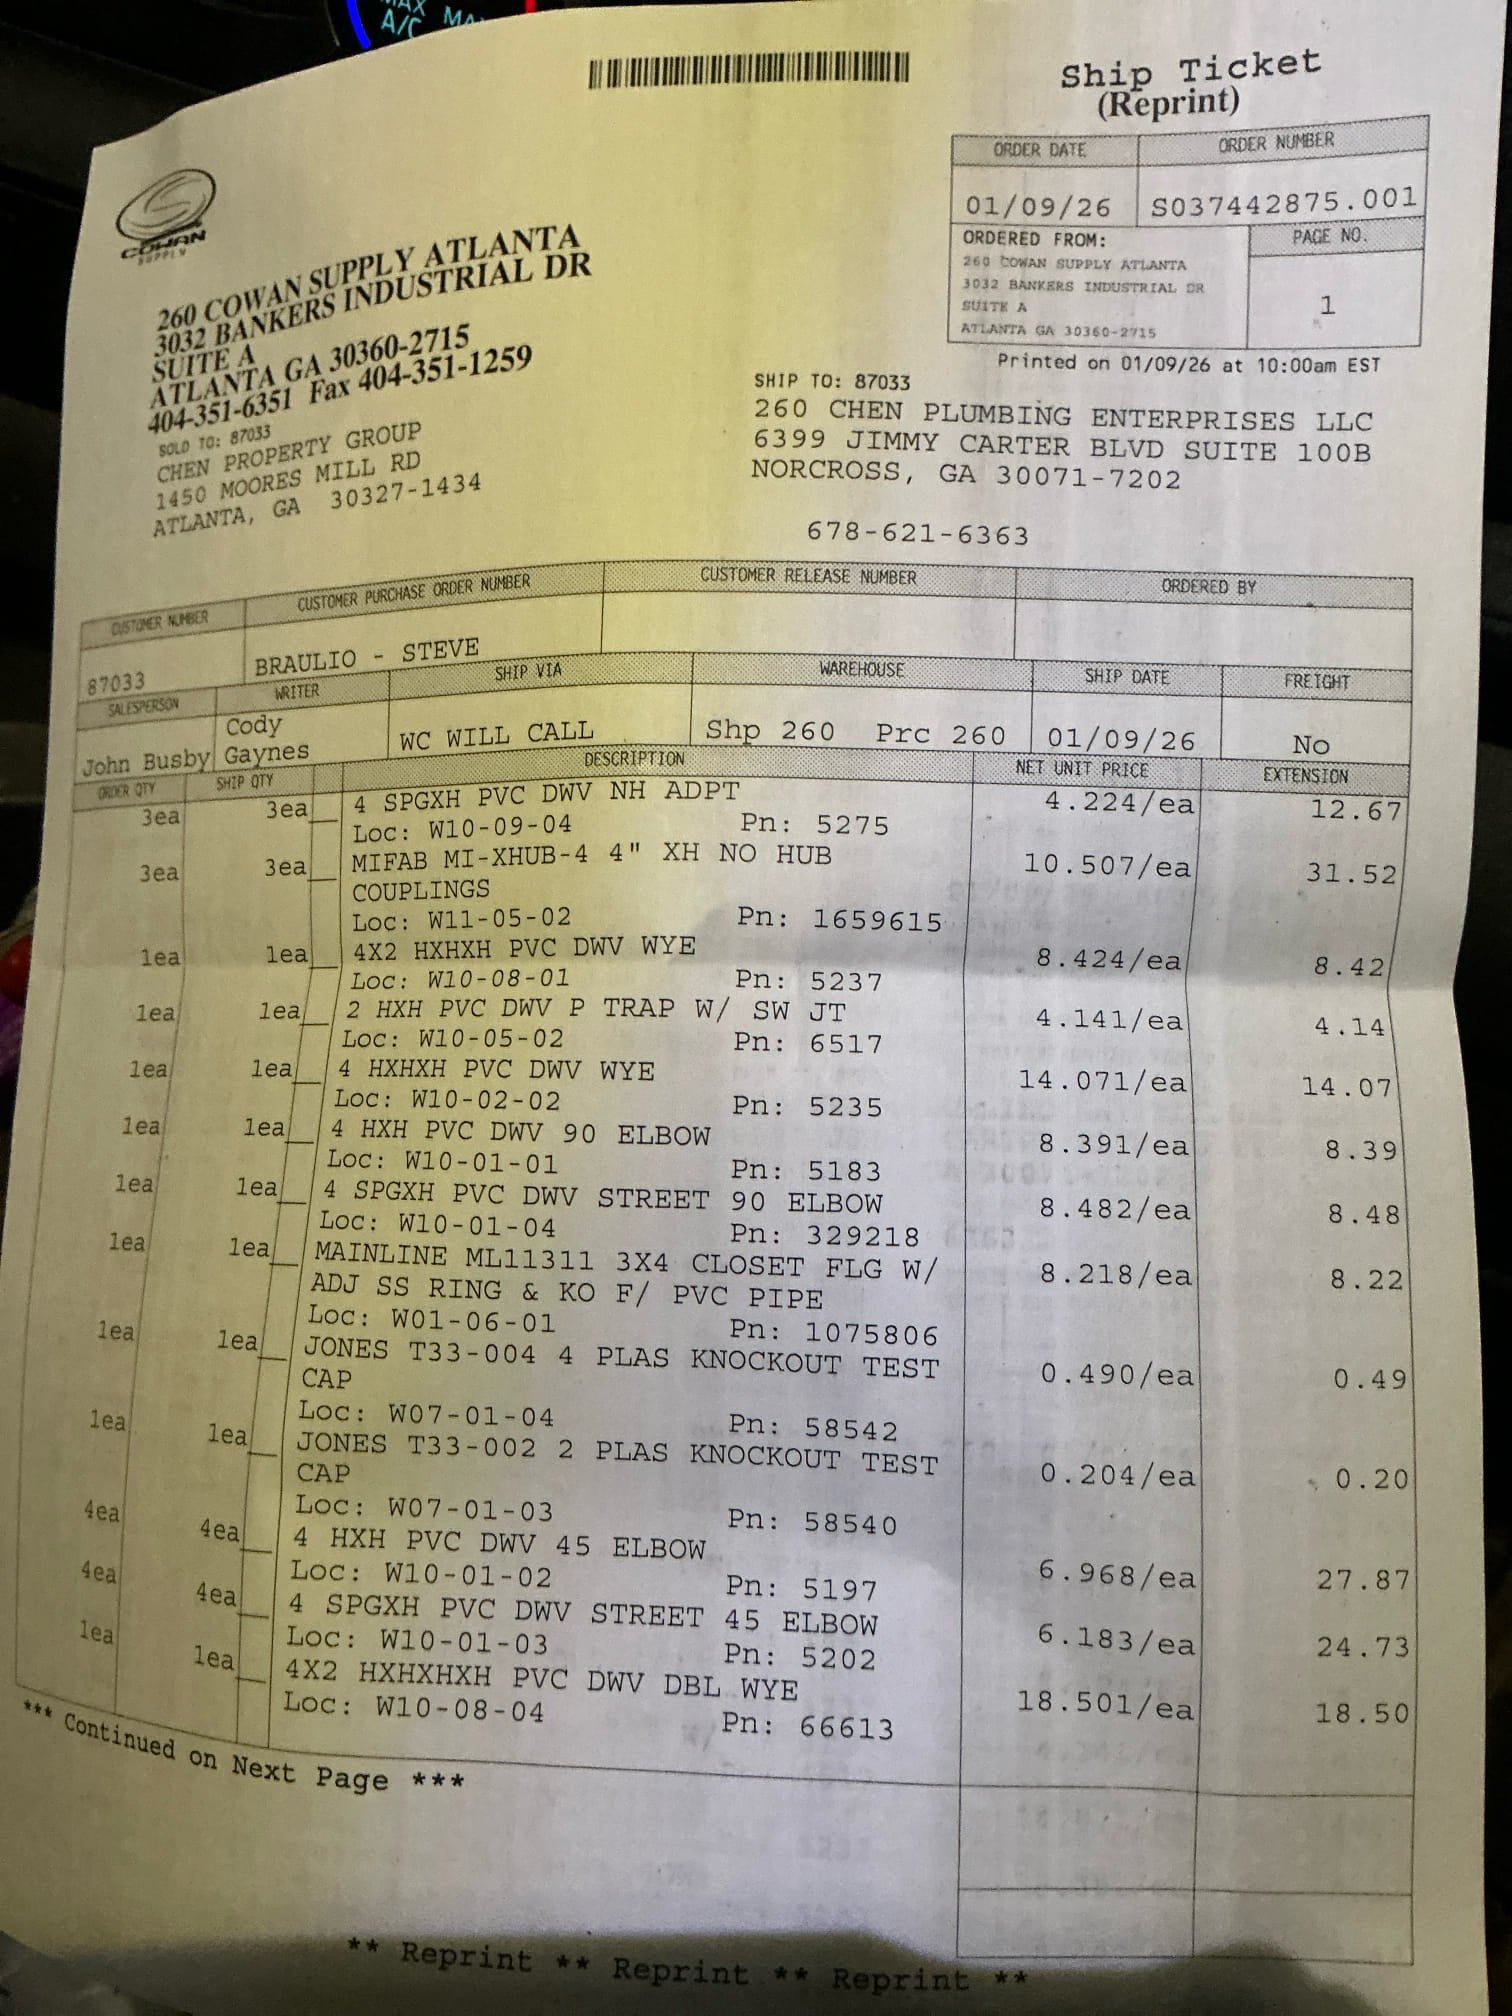 MAX
A/C
Ship Ticket
(Reprint)
ORDER DATE ORDER NUMBER
01/09/26 S037442875.001
ORDERED FROM: PAGE NO.
260 COWAN SUPPLY ATLANTA
3032 BANKERS INDUSTRIAL DR
SUITE A
ATLANTA GA 30360-2715
1
Printed on 01/09/26 at 10:00am EST
COWAN
SUPPLY
260 COWAN SUPPLY ATLANTA
3032 BANKERS INDUSTRIAL DR
SUITE A
ATLANTA GA 30360-2715
404-351-6351 Fax 404-351-1259
SOLD TO: 87033
CHEN PROPERTY GROUP
1450 MOORES MILL RD
ATLANTA, GA 30327-1434
SHIP TO: 87033
260 CHEN PLUMBING ENTERPRISES LLC
6399 JIMMY CARTER BLVD SUITE 100B
NORCROSS, GA 30071-7202
678-621-6363
CUSTOMER NUMBER CUSTOMER PURCHASE ORDER NUMBER CUSTOMER RELEASE NUMBER ORDERED BY
87033 BRAULIO - STEVE
SALESPERSON WRITER SHIP VIA WAREHOUSE SHIP DATE FREIGHT
John Busby Cody Gaynes WC WILL CALL Shp 260 Prc 260 01/09/26 No
ORDER QTY SHIP QTY DESCRIPTION NET UNIT PRICE EXTENSION
3ea 3ea 4 SPGXH PVC DWV NH ADPT 4.224/ea 12.67
Loc: W10-09-04 Pn: 5275
3ea 3ea MIFAB MI-XHUB-4 4" XH NO HUB 10.507/ea 31.52
COUPLINGS
Loc: W11-05-02 Pn: 1659615
1ea 1ea 4X2 HXHXH PVC DWV WYE 8.424/ea 8.42
Loc: W10-08-01 Pn: 5237
1ea 1ea 2 HXH PVC DWV P TRAP W/ SW JT 4.141/ea 4.14
Loc: W10-05-02 Pn: 6517
1ea 1ea 4 HXHXH PVC DWV WYE 14.071/ea 14.07
Loc: W10-02-02 Pn: 5235
1ea 1ea 4 HXH PVC DWV 90 ELBOW 8.391/ea 8.39
Loc: W10-01-01 Pn: 5183
1ea 1ea 4 SPGXH PVC DWV STREET 90 ELBOW 8.482/ea 8.48
Loc: W10-01-04 Pn: 329218
1ea 1ea MAINLINE ML11311 3X4 CLOSET FLG W/ 8.218/ea 8.22
ADJ SS RING & KO F/ PVC PIPE
Loc: W01-06-01 Pn: 1075806
1ea 1ea JONES T33-004 4 PLAS KNOCKOUT TEST 0.490/ea 0.49
CAP
Loc: W07-01-04 Pn: 58542
1ea 1ea JONES T33-002 2 PLAS KNOCKOUT TEST 0.204/ea 0.20
CAP
Loc: W07-01-03 Pn: 58540
4ea 4ea 4 HXH PVC DWV 45 ELBOW 6.968/ea 27.87
Loc: W10-01-02 Pn: 5197
4ea 4ea 4 SPGXH PVC DWV STREET 45 ELBOW 6.183/ea 24.73
Loc: W10-01-03 Pn: 5202
1ea 1ea 4X2 HXHXHXH PVC DWV DBL WYE 18.501/ea 18.50
Loc: W10-08-04 Pn: 66613
*** Continued on Next Page ***
** Reprint ** Reprint ** Reprint **